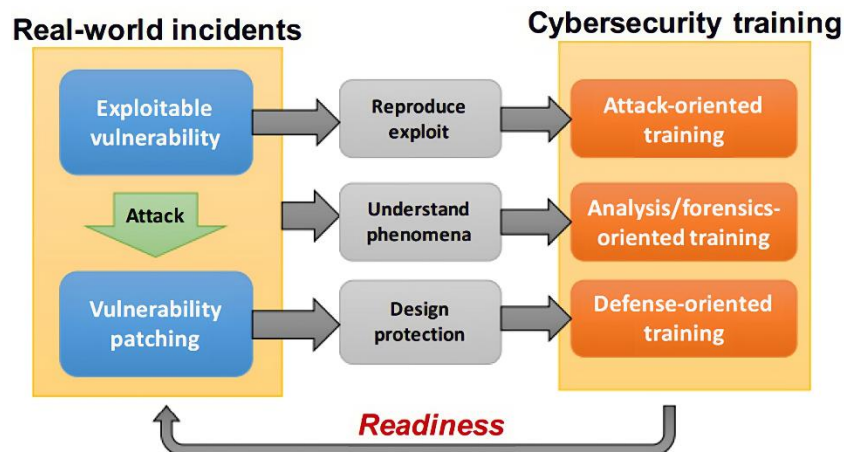 Real-world incidents
Cybersecurity training
Exploitable
vulnerability
Reproduce
exploit
Attack-oriented
training
Attack
Understand
phenomena
Analysis/forensics-
oriented training
Vulnerability
patching
Design
protection
Defense-oriented
training
Readiness